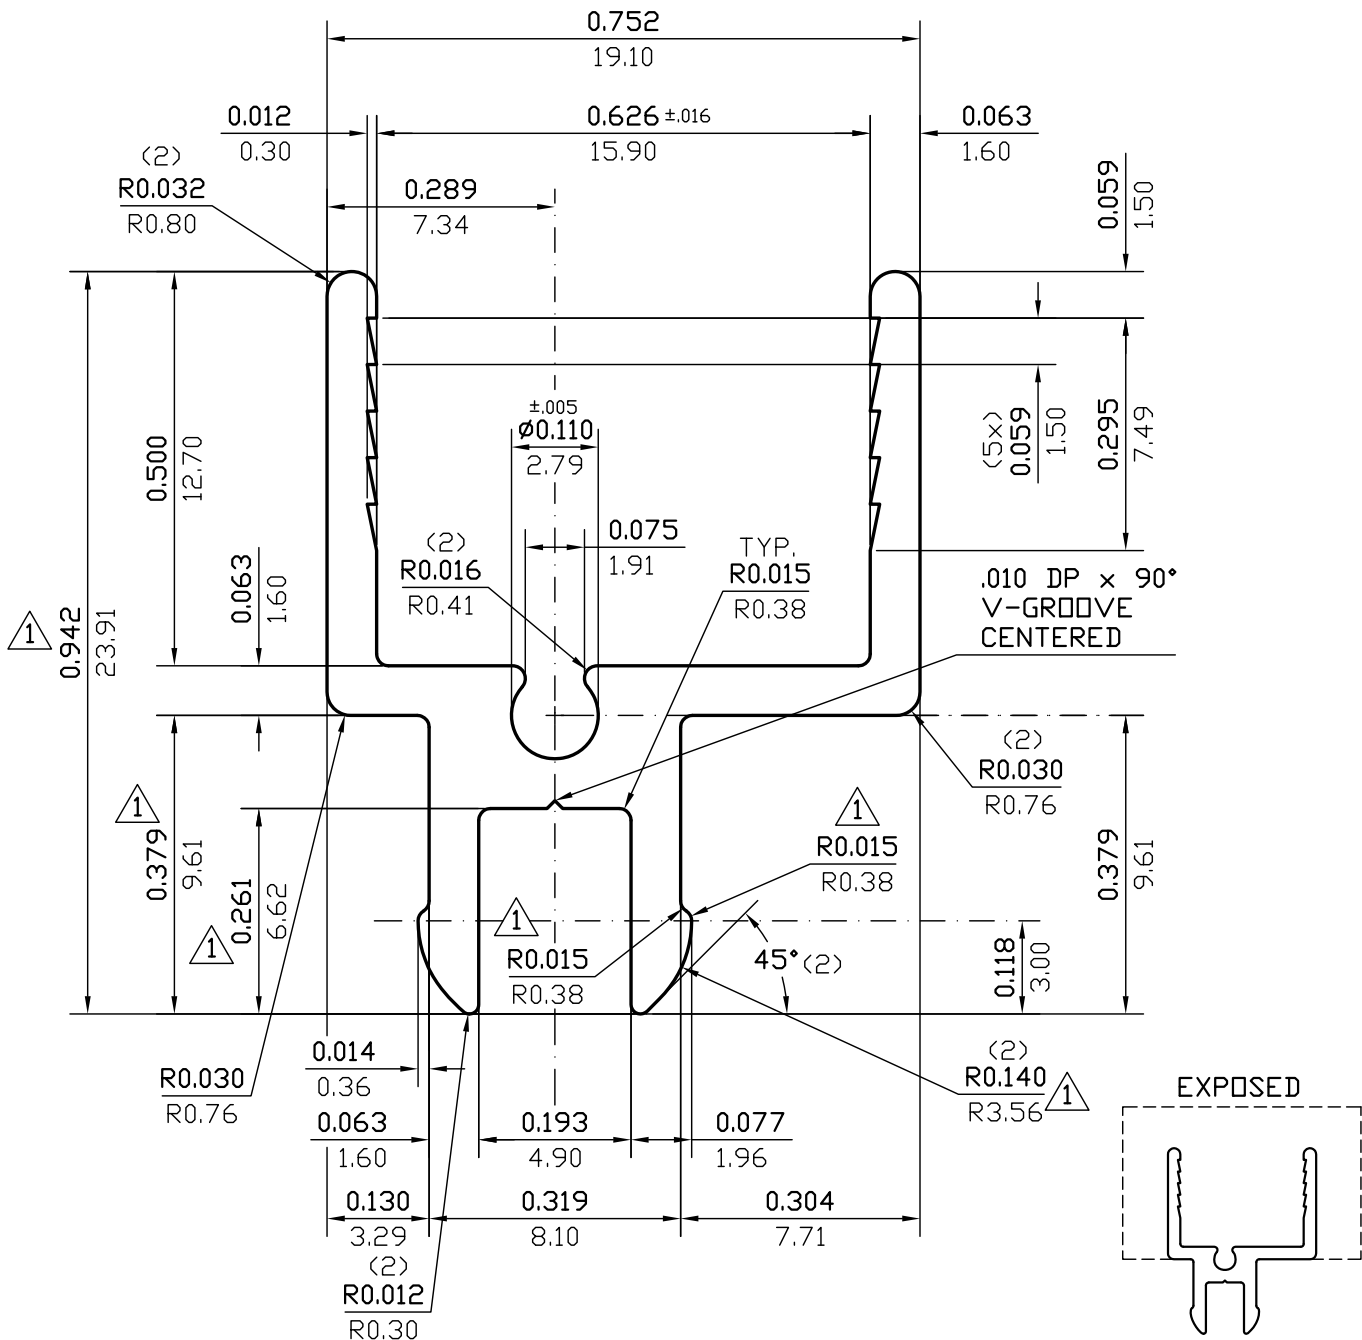 0.752
19.10
0.012
0.30
0.626 ±.016
15.90
0.063
1.60
(2)
R0.032
R0.80
0.289
7.34
0.059
1.50
±.005
Ø0.110
2.79
0.500
12.70
(5x)
0.059
1.50
0.295
7.49
0.075
1.91
(2)
R0.016
R0.41
TYP.
R0.015
R0.38
.010 DP x 90°
V-GROOVE
CENTERED
0.063
1.60
1
0.942
23.91
(2)
R0.030
R0.76
1
0.379
9.61
1
R0.015
R0.38
0.379
9.61
1
0.261
6.62
1
R0.015
R0.38
45° (2)
0.118
3.00
0.014
0.36
R0.030
R0.76
(2)
R0.140
R3.56
1
EXPOSED
0.063
1.60
0.193
4.90
0.077
1.96
0.130
3.29
0.319
8.10
0.304
7.71
(2)
R0.012
R0.30